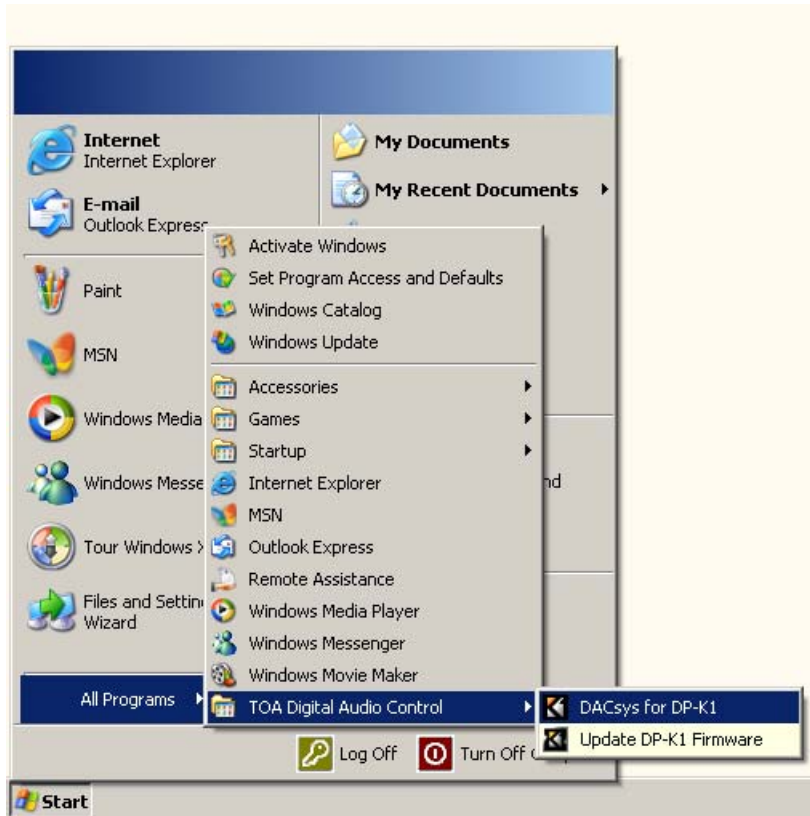 Internet
Internet Explorer
E-mail
Outlook Express
Paint
MSN
Windows Media
Windows Messe
Tour Windows
Files and Settin
Wizard
All Programs
My Documents
My Recent Documents
nd
Activate Windows
Set Program Access and Defaults
Windows Catalog
Windows Update
Accessories
Games
Startup
Internet Explorer
MSN
Outlook Express
Remote Assistance
Windows Media Player
Windows Messenger
Windows Movie Maker
TOA Digital Audio Control
DACsys for DP-K1
Update DP-K1 Firmware
Log Off
Turn Off
Start